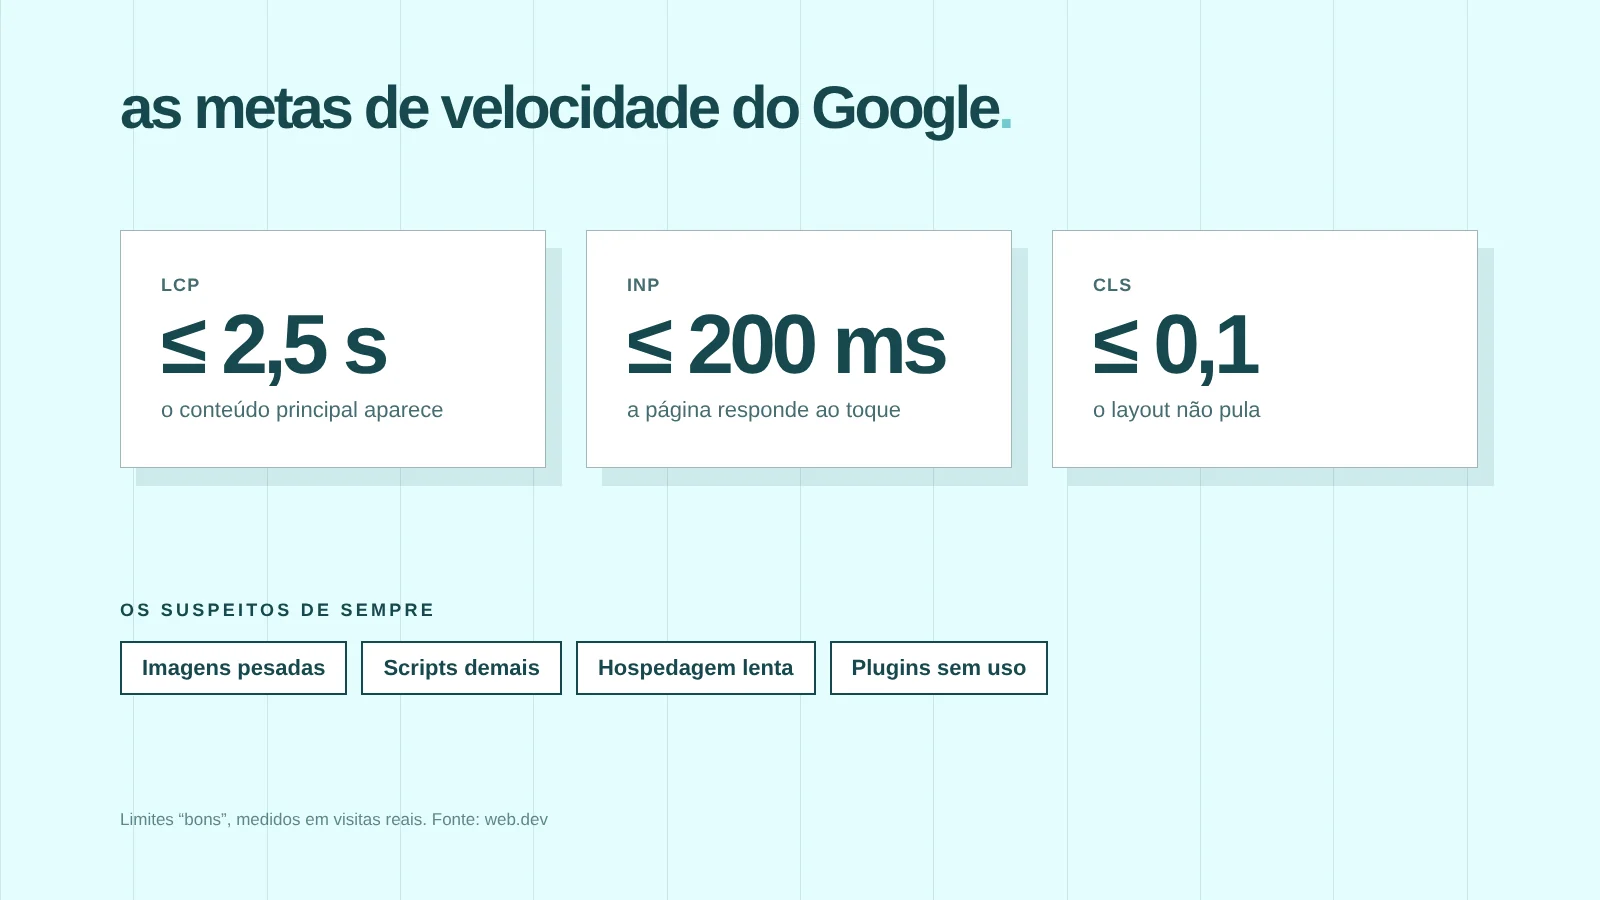 as metas de velocidade do Google.
LCP
≤ 2,5 s
o conteúdo principal aparece
INP
≤ 200 ms
a página responde ao toque
CLS
≤ 0,1
o layout não pula
OS SUSPEITOS DE SEMPRE
Imagens pesadas
Scripts demais
Hospedagem lenta
Plugins sem uso
Limites “bons”, medidos em visitas reais. Fonte: web.dev